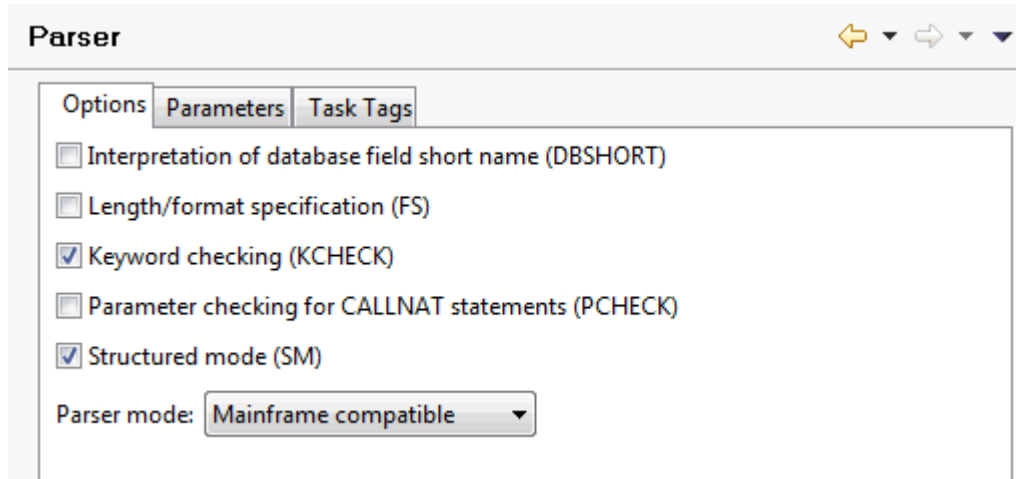 Parser
Options Parameters Task Tags
Interpretation of database field short name (DBSHORT)
Length/format specification (FS)
Keyword checking (KCHECK)
Parameter checking for CALLNAT statements (PCHECK)
Structured mode (SM)
Parser mode: Mainframe compatible